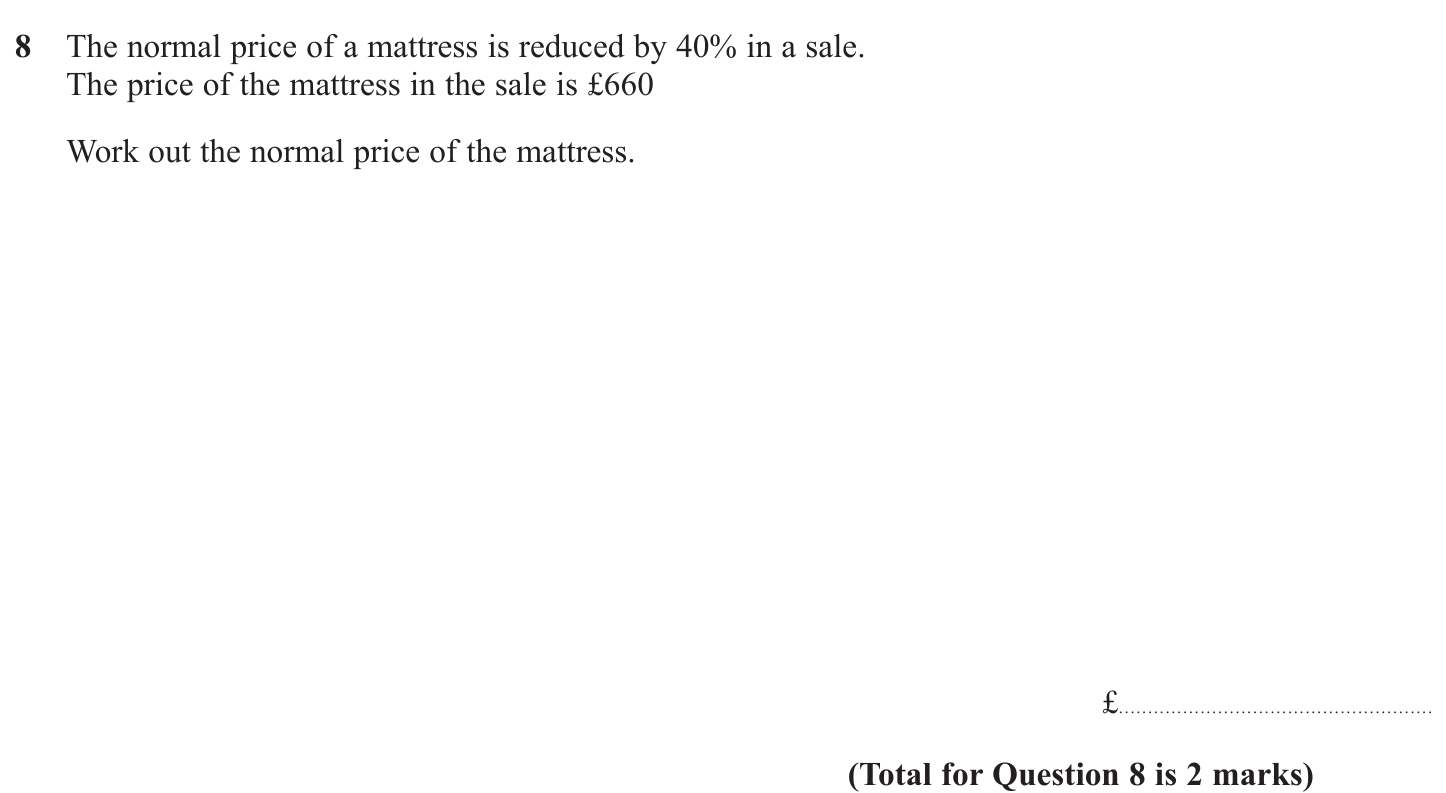 8 The normal price of a mattress is reduced by 40% in a sale.
The price of the mattress in the sale is £660
Work out the normal price of the mattress.
£......................................................
(Total for Question 8 is 2 marks)